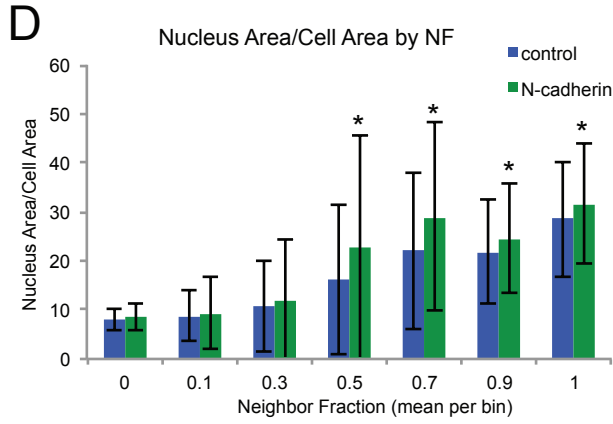 D
Nucleus Area/Cell Area by NF
control
N-cadherin
Nucleus Area/Cell Area
60
50
40
30
20
10
0
* * * *
0 0.1 0.3 0.5 0.7 0.9 1
Neighbor Fraction (mean per bin)